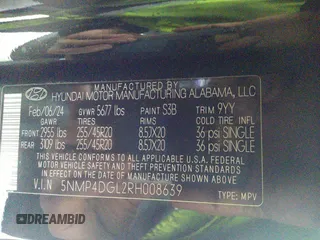 MANUFACTURED BY
HYUNDAI MOTOR MANUFACTURING ALABAMA, LLC
Feb/06/24 GVWR 5677 lbs PAINT S3B TRIM 9YY
GAWR TIRES RIMS COLD TIRE INFL.
FRONT 2955 lbs 255/45R20 8.5JX20 36 psi SINGLE
REAR 3109 lbs 255/45R20 8.5JX20 36 psi SINGLE
THIS VEHICLE CONFORMS TO ALL APPLICABLE U.S. FEDERAL
MOTOR VEHICLE SAFETY AND THEFT PREVENTION STANDARDS
IN EFFECT ON THE DATE OF MANUFACTURE SHOWN ABOVE.
V.I.N 5NMP4DGL2RH008639
TYPE: MPV
DREAMBID